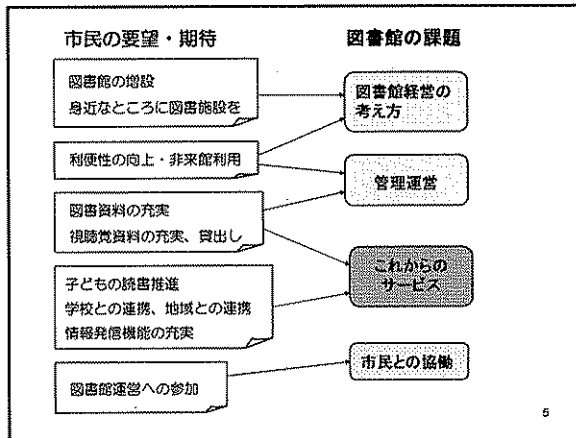 市民の要望・期待
図書館の課題
図書館の増設
身近なところに図書施設を
利便性の向上・非来館利用
図書資料の充実
視聴覚資料の充実、貸出し
子どもの読書推進
学校との連携、地域との連携
情報発信機能の充実
図書館運営への参加
図書館経営の
考え方
管理運営
これからの
サービス
市民との協働
5